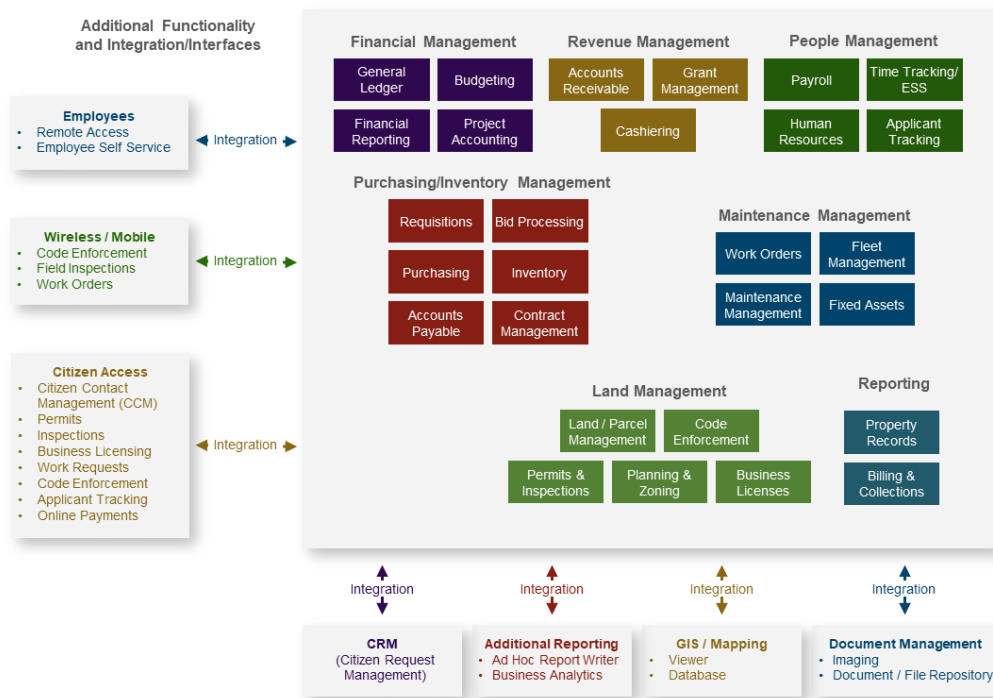 Additional Functionality
and Integration/Interfaces
Employees
• Remote Access
• Employee Self Service
Integration
Wireless / Mobile
• Code Enforcement
• Field Inspections
• Work Orders
Integration
Citizen Access
• Citizen Contact
Management (CCM)
• Permits
• Inspections
• Business Licensing
• Work Requests
• Code Enforcement
• Applicant Tracking
• Online Payments
Integration
Financial Management
General
Ledger
Budgeting
Financial
Reporting
Project
Accounting
Revenue Management
Accounts
Receivable
Grant
Management
Cashiering
People Management
Payroll
Time Tracking/
ESS
Human
Resources
Applicant
Tracking
Purchasing/Inventory Management
Requisitions
Bid Processing
Purchasing
Inventory
Accounts
Payable
Contract
Management
Maintenance Management
Work Orders
Fleet
Management
Maintenance
Management
Fixed Assets
Land Management
Land / Parcel
Management
Code
Enforcement
Permits &
Inspections
Planning &
Zoning
Business
Licenses
Reporting
Property
Records
Billing &
Collections
Integration
Integration
Integration
Integration
CRM
(Citizen Request
Management)
Additional Reporting
• Ad Hoc Report Writer
• Business Analytics
GIS / Mapping
• Viewer
• Database
Document Management
• Imaging
• Document / File Repository